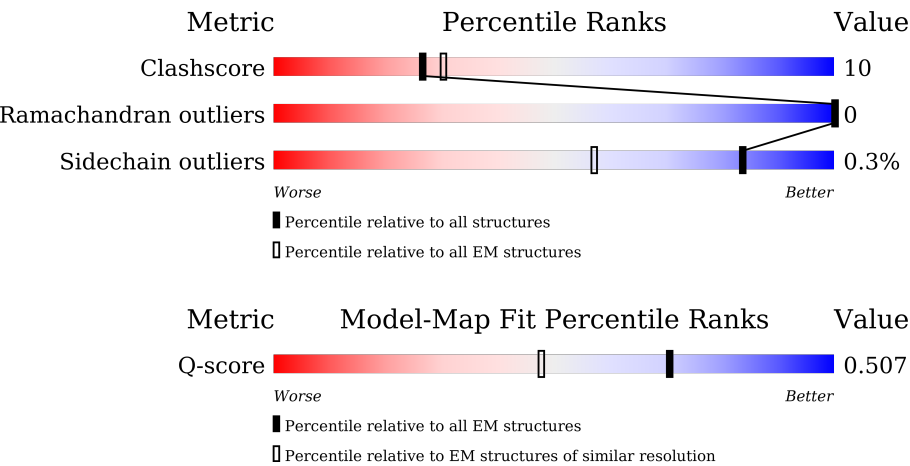 Metric Percentile Ranks Value
Clashscore 10
Ramachandran outliers 0
Sidechain outliers 0.3%
Worse Better
Percentile relative to all structures
Percentile relative to all EM structures
Metric Model-Map Fit Percentile Ranks Value
Q-score 0.507
Worse Better
Percentile relative to all EM structures
Percentile relative to EM structures of similar resolution